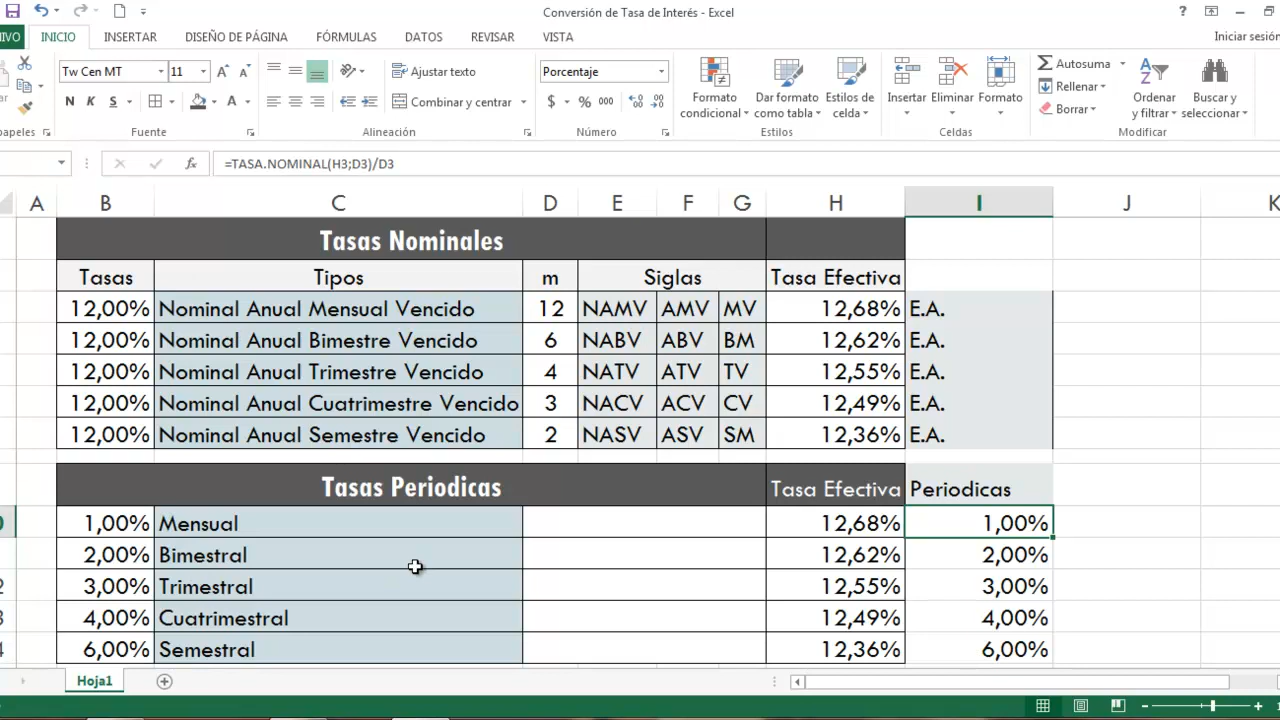 Conversión de Tasa de Interés - Excel
?
IVO INICIO INSERTAR DISEÑO DE PÁGINA FÓRMULAS DATOS REVISAR VISTA Iniciar sesión
Tw Cen MT 11 A A Ajustar texto Porcentaje Autosuma
N K S A Combinar y centrar $ % 000 Rellenar
Formato condicional Dar formato como tabla Estilos de celda Insertar Eliminar Formato Borrar Ordenar y filtrar Buscar y seleccionar
papeles Fuente Alineación Número Estilos Celdas Modificar
fx =TASA.NOMINAL(H3;D3)/D3
A B C D E F G H I J K
Tasas Nominales
Tasas Tipos m Siglas Tasa Efectiva
12,00% Nominal Anual Mensual Vencido 12 NAMV AMV MV 12,68% E.A.
12,00% Nominal Anual Bimestre Vencido 6 NABV ABV BM 12,62% E.A.
12,00% Nominal Anual Trimestre Vencido 4 NATV ATV TV 12,55% E.A.
12,00% Nominal Anual Cuatrimestre Vencido 3 NACV ACV CV 12,49% E.A.
12,00% Nominal Anual Semestre Vencido 2 NASV ASV SM 12,36% E.A.
Tasas Periodicas Tasa Efectiva Periodicas
0 1,00% Mensual 12,68% 1,00%
2,00% Bimestral 12,62% 2,00%
2 3,00% Trimestral 12,55% 3,00%
3 4,00% Cuatrimestral 12,49% 4,00%
4 6,00% Semestral 12,36% 6,00%
Hoja1